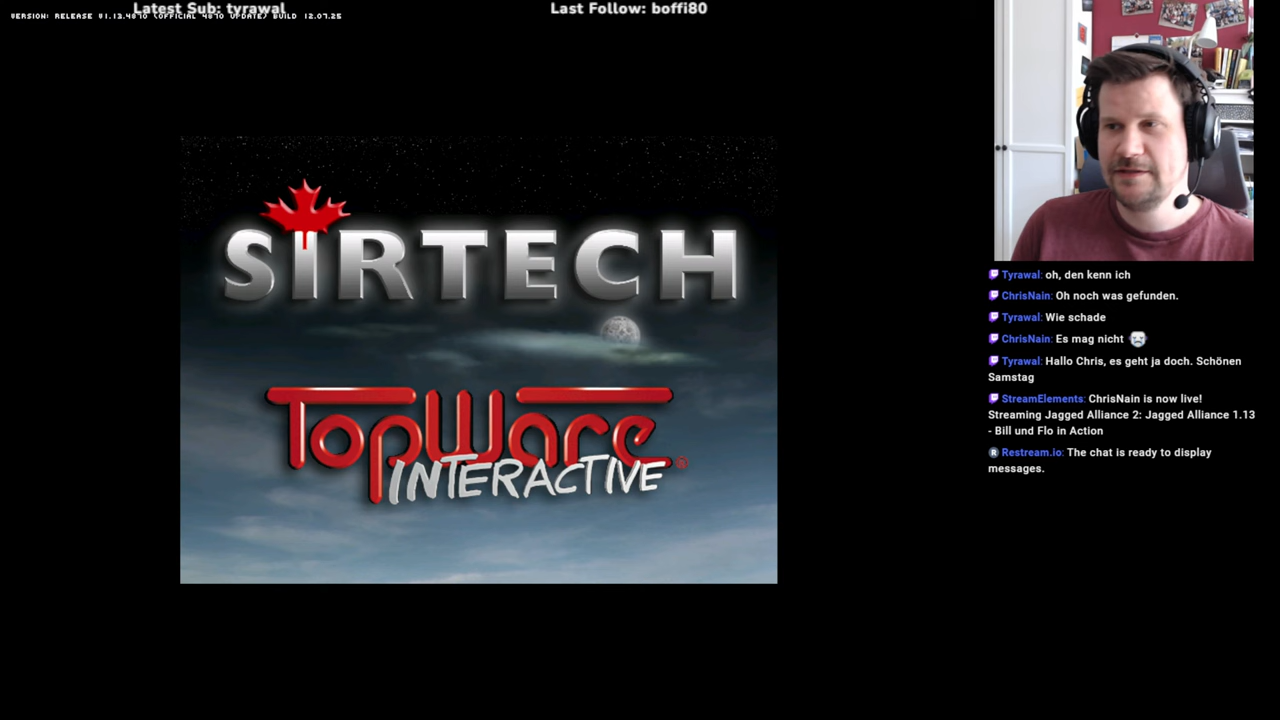 Latest Sub: tyrawal
Last Follow: boffi80
VERSION: RELEASE V1.13.4870 (OFFICIAL 4870 UPDATE) BUILD 12.07.25
SIRTECH
TopWare
INTERACTIVE
Tyrawal: oh, den kenn ich
ChrisNain: Oh noch was gefunden.
Tyrawal: Wie schade
ChrisNain: Es mag nicht
Tyrawal: Hallo Chris, es geht ja doch. Schönen
Samstag
StreamElements: ChrisNain is now live!
Streaming Jagged Alliance 2: Jagged Alliance 1.13
- Bill und Flo in Action
Restream.io: The chat is ready to display
messages.